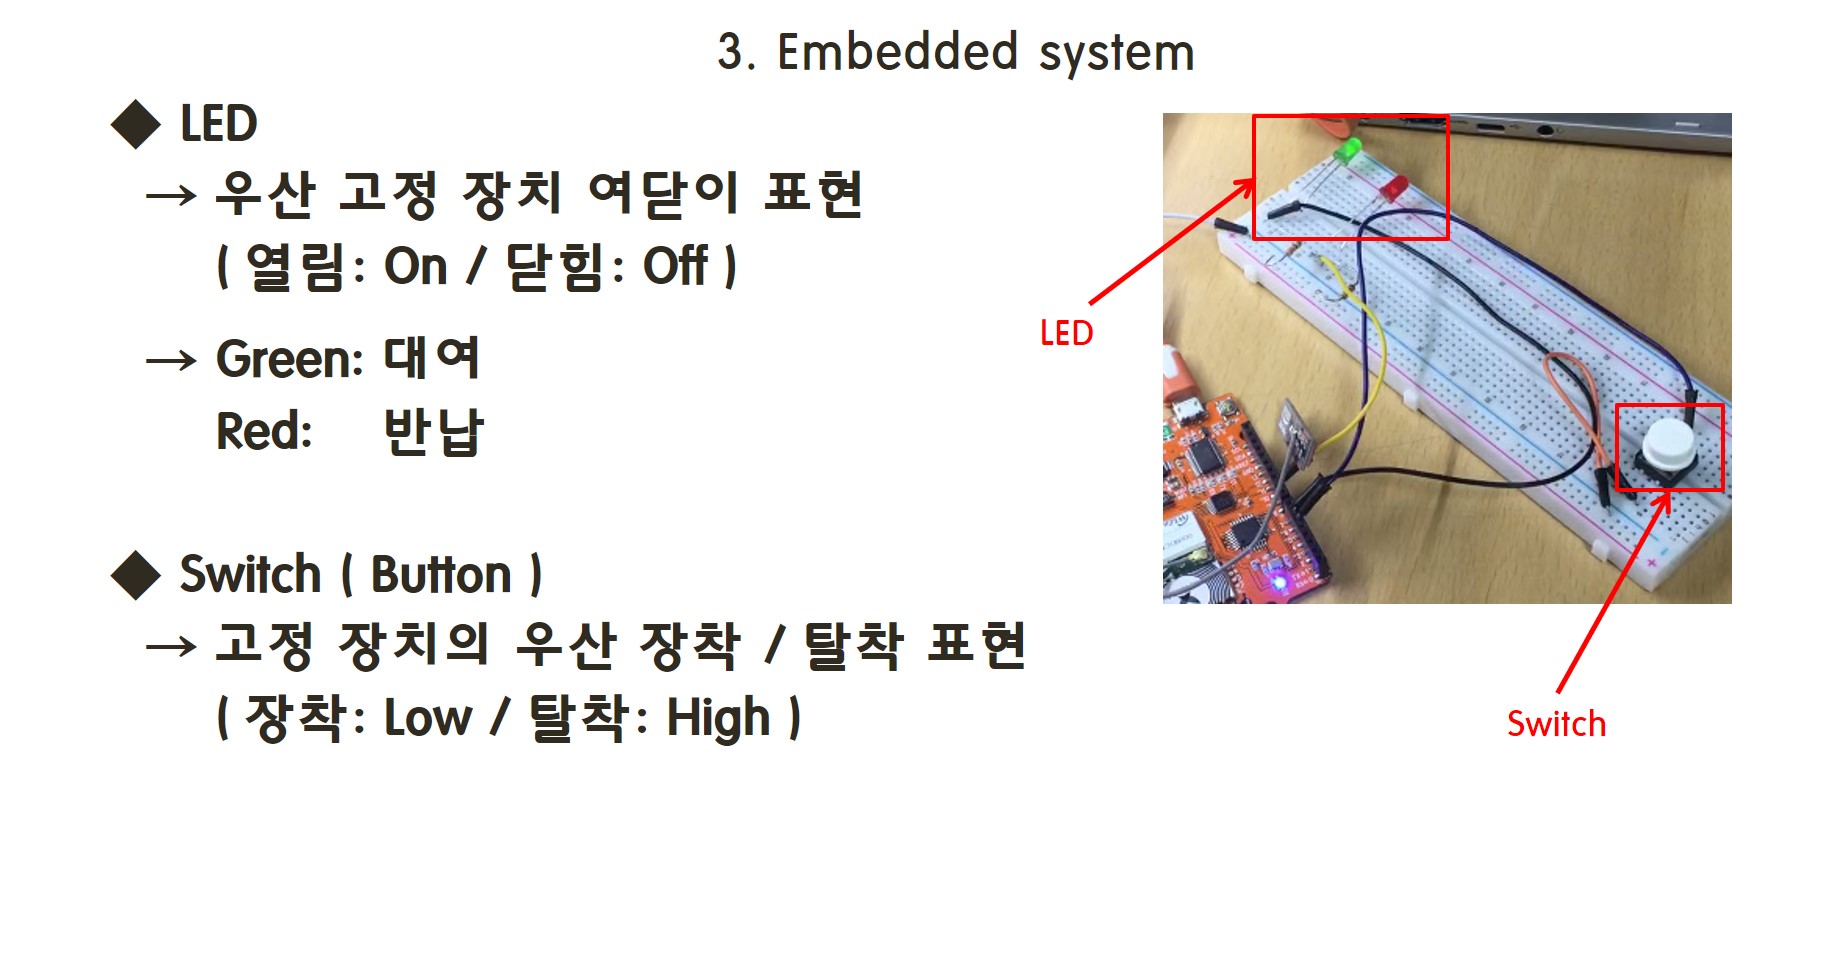 3. Embedded system
◆ LED
→ 우산 고정 장치 여닫이 표현
( 열림: On / 닫힘: Off )
→ Green: 대여
Red: 반납
◆ Switch ( Button )
→ 고정 장치의 우산 장착 / 탈착 표현
( 장착: Low / 탈착: High )
LED
Switch